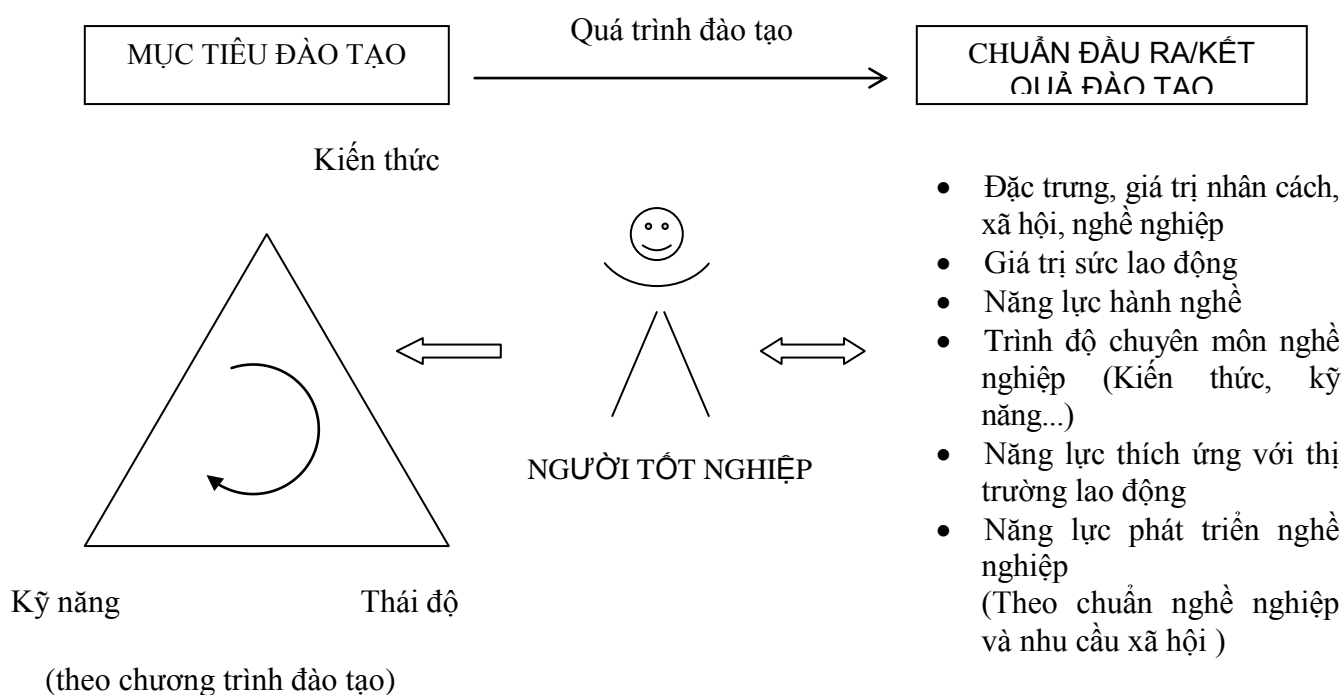 MỤC TIÊU ĐÀO TẠO
Quá trình đào tạo
CHUẨN ĐẦU RA/KẾT
QUẢ ĐÀO TẠO
Kiến thức
Kỹ năng
Thái độ
(theo chương trình đào tạo)
NGƯỜI TỐT NGHIỆP
• Đặc trưng, giá trị nhân cách,
xã hội, nghề nghiệp
• Giá trị sức lao động
• Năng lực hành nghề
• Trình độ chuyên môn nghề
nghiệp (Kiến thức, kỹ
năng...)
• Năng lực thích ứng với thị
trường lao động
• Năng lực phát triển nghề
nghiệp
(Theo chuẩn nghề nghiệp
và nhu cầu xã hội )